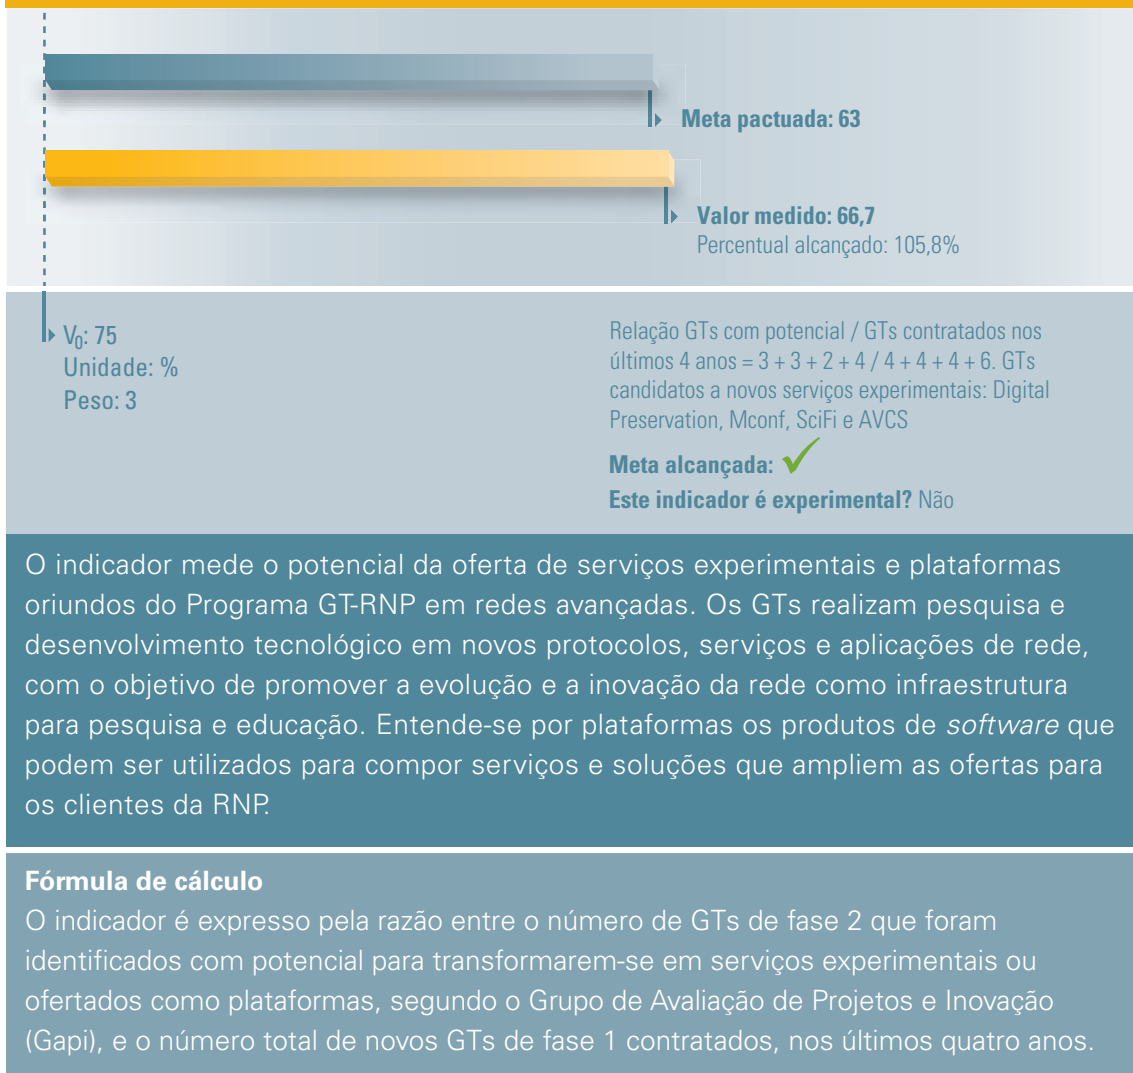 Meta pactuada: 63
Valor medido: 66,7
Percentual alcançado: 105,8%
V0: 75
Unidade: %
Peso: 3
Relação GTs com potencial / GTs contratados nos
últimos 4 anos = 3 + 3 + 2 + 4 / 4 + 4 + 4 + 6. GTs
candidatos a novos serviços experimentais: Digital
Preservation, Mconf, SciFi e AVCS
Meta alcançada: ✓
Este indicador é experimental? Não
O indicador mede o potencial da oferta de serviços experimentais e plataformas
oriundos do Programa GT-RNP em redes avançadas. Os GTs realizam pesquisa e
desenvolvimento tecnológico em novos protocolos, serviços e aplicações de rede,
com o objetivo de promover a evolução e a inovação da rede como infraestrutura
para pesquisa e educação. Entende-se por plataformas os produtos de software que
podem ser utilizados para compor serviços e soluções que ampliem as ofertas para
os clientes da RNP.
Fórmula de cálculo
O indicador é expresso pela razão entre o número de GTs de fase 2 que foram
identificados com potencial para transformarem-se em serviços experimentais ou
ofertados como plataformas, segundo o Grupo de Avaliação de Projetos e Inovação
(Gapi), e o número total de novos GTs de fase 1 contratados, nos últimos quatro anos.